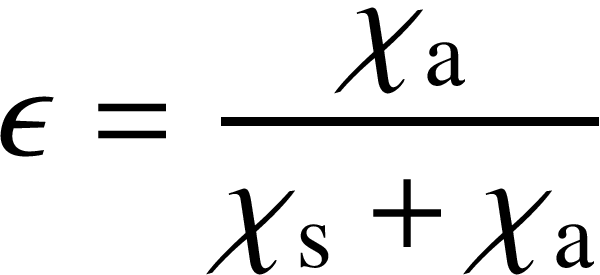 ϵ = χa / (χs + χa)